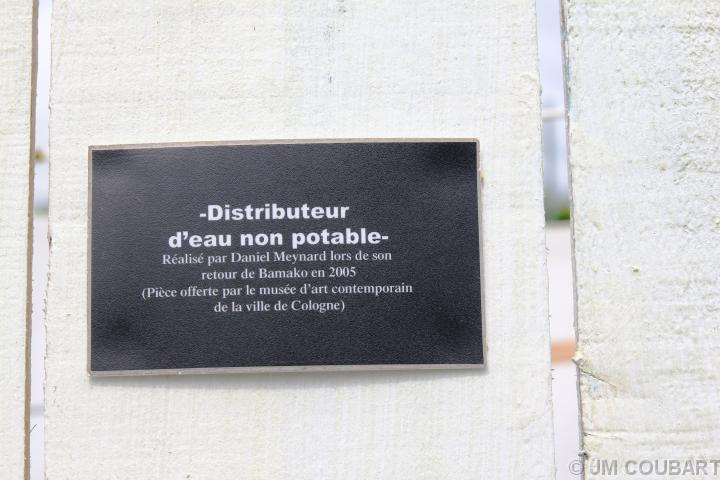 -Distributeur
d'eau non potable-
Réalisé par Daniel Meynard lors de son
retour de Bamako en 2005
(Pièce offerte par le musée d'art contemporain
de la ville de Cologne)
© JM COUBART